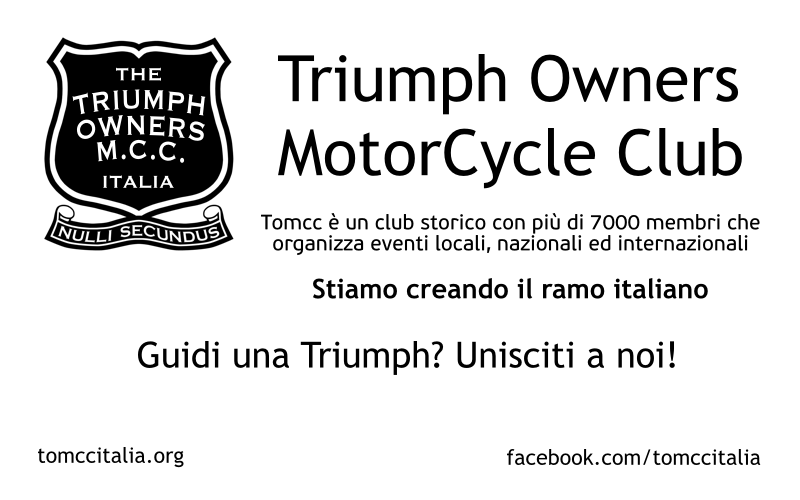 THE
TRIUMPH
OWNERS
M.C.C.
ITALIA
NULLI SECUNDUS
Triumph Owners
MotorCycle Club
Tomcc è un club storico con più di 7000 membri che
organizza eventi locali, nazionali ed internazionali
Stiamo creando il ramo italiano
Guidi una Triumph? Unisciti a noi!
tomccitalia.org
facebook.com/tomccitalia